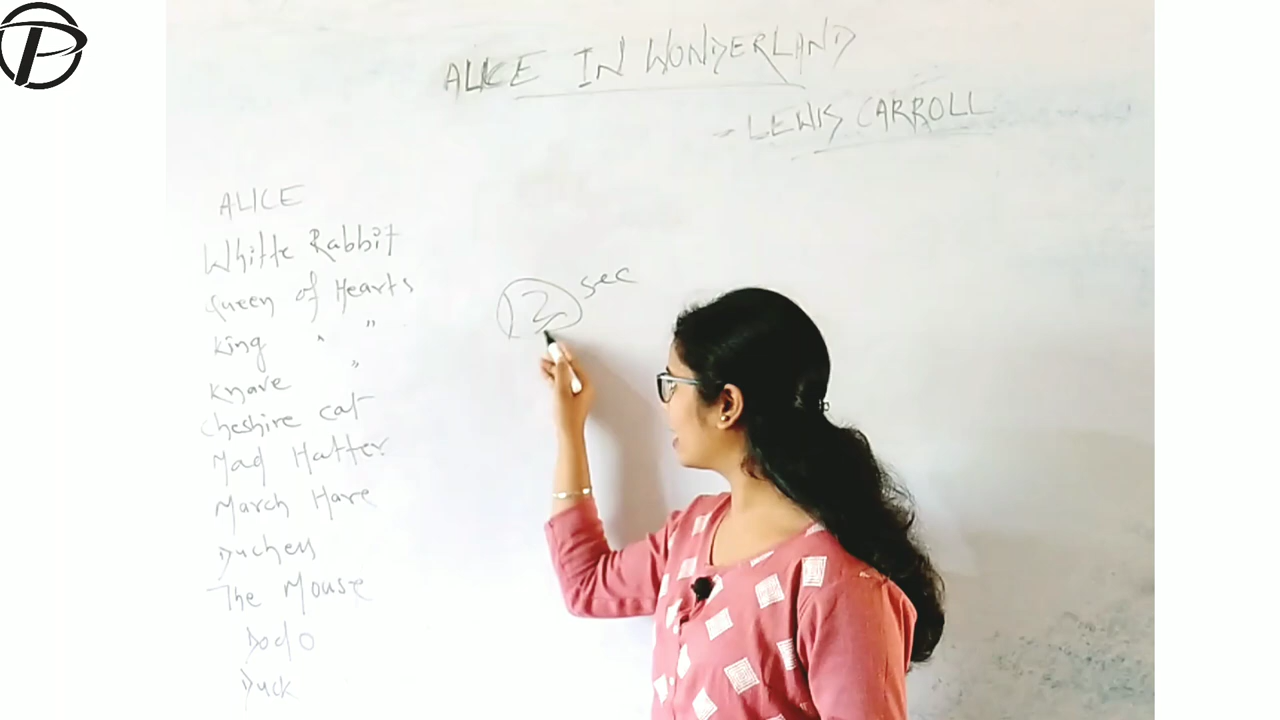 ALICE IN WONDERLAND
- LEWIS CARROLL
ALICE
White Rabbit
Queen of Hearts
King " "
Knave "
Cheshire cat
Mad Hatter
March Hare
Duchess
The Mouse
Dodo
Duck
12 sec
P